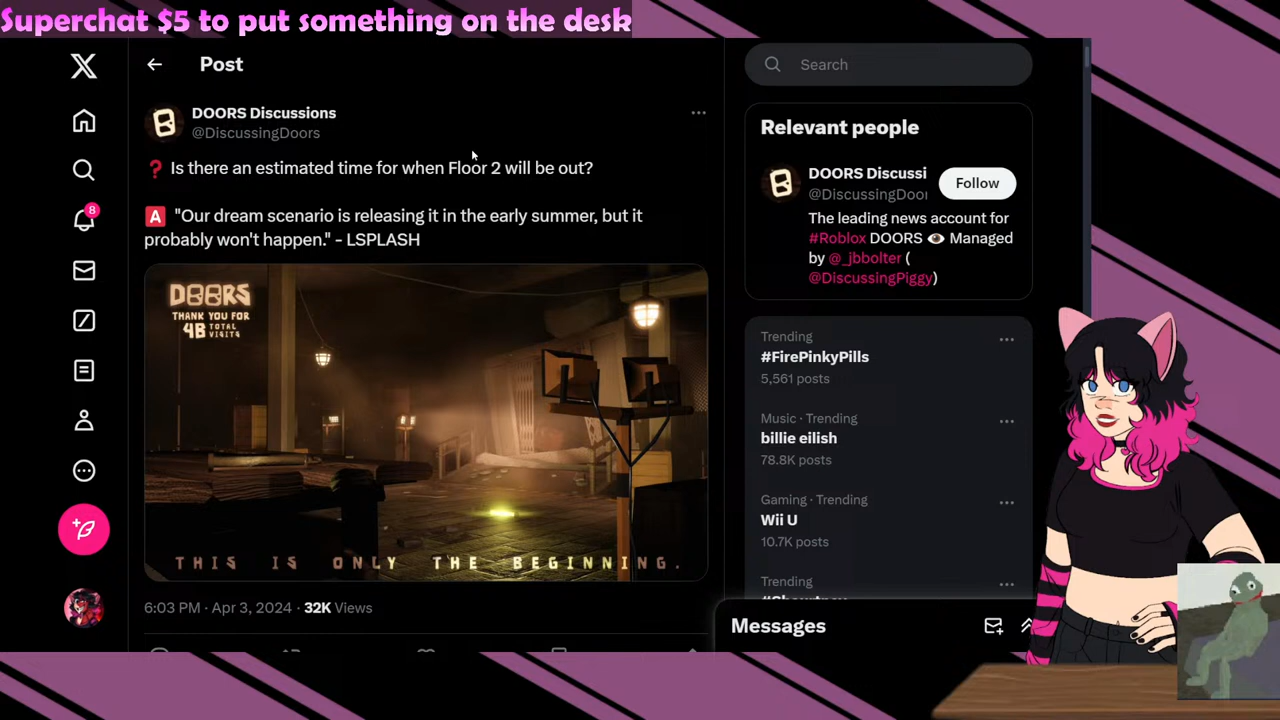 Superchat $5 to put something on the desk
Post
Search
DOORS Discussions
@DiscussingDoors
❓ Is there an estimated time for when Floor 2 will be out?
🅰 "Our dream scenario is releasing it in the early summer, but it
probably won't happen." - LSPLASH
DOORS
THANK YOU FOR
4B TOTAL VISITS
THIS IS ONLY THE BEGINNING.
6:03 PM · Apr 3, 2024 · 32K Views
8
Relevant people
DOORS Discussi
@DiscussingDoor
Follow
The leading news account for
#Roblox DOORS 👁 Managed
by @_jbbolter (
@DiscussingPiggy)
Trending
#FirePinkyPills
5,561 posts
Music · Trending
billie eilish
78.8K posts
Gaming · Trending
Wii U
10.7K posts
Trending
Messages